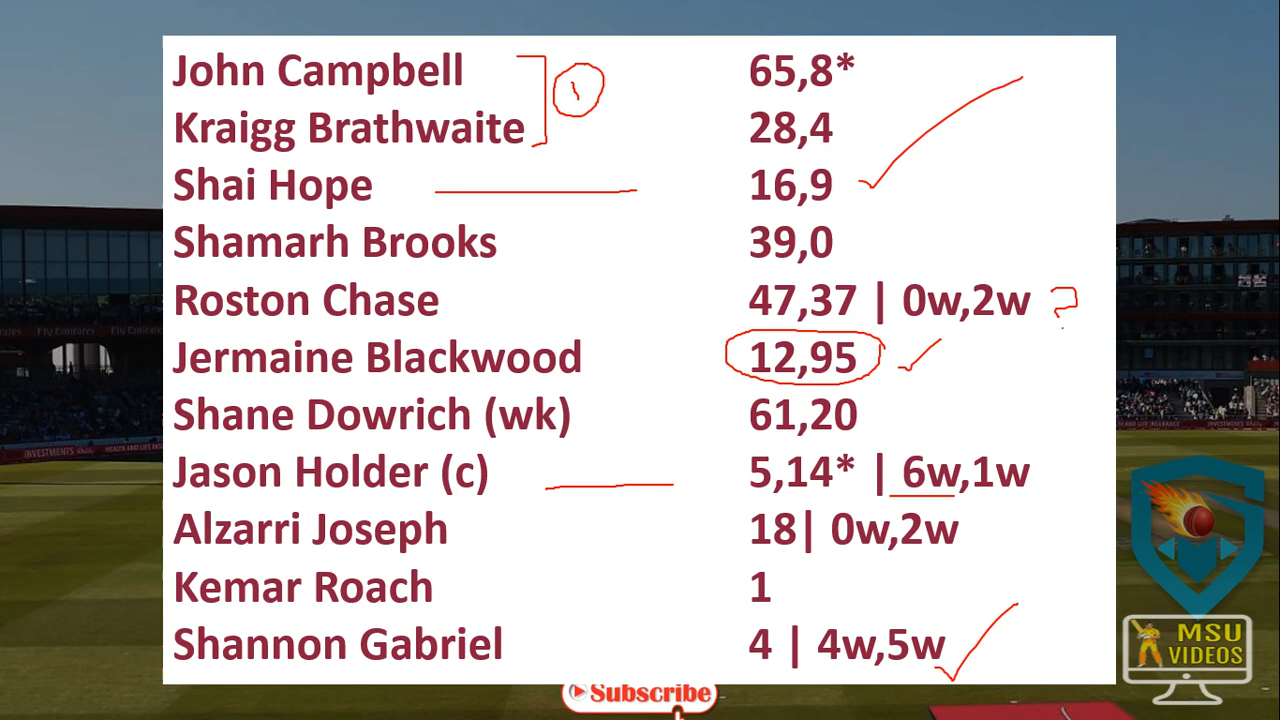 John Campbell 65,8*
Kraigg Brathwaite 28,4
Shai Hope 16,9
Shamarh Brooks 39,0
Roston Chase 47,37 | 0w,2w ?
Jermaine Blackwood 12,95
Shane Dowrich (wk) 61,20
Jason Holder (c) 5,14* | 6w,1w
Alzarri Joseph 18| 0w,2w
Kemar Roach 1
Shannon Gabriel 4 | 4w,5w
MSU
VIDEOS
Subscribe
INVESTMENTS